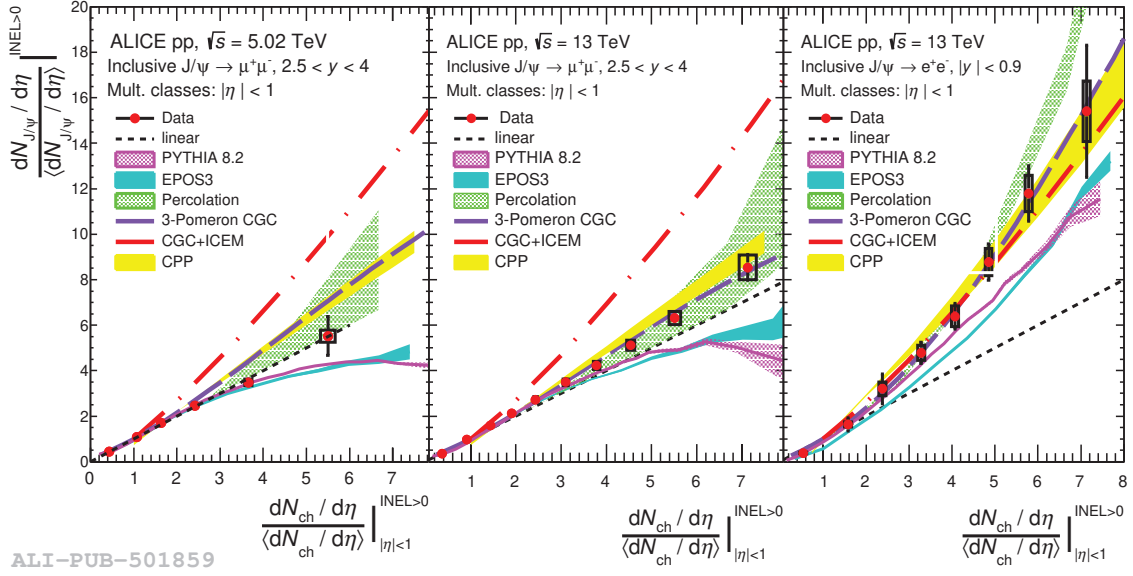 dN_J/ψ / dη
⟨dN_J/ψ / dη⟩ | INEL>0
20
18
16
14
12
10
8
6
4
2
0
ALICE pp, √s = 5.02 TeV
Inclusive J/ψ → μ⁺μ⁻, 2.5 < y < 4
Mult. classes: |η| < 1
Data
linear
PYTHIA 8.2
EPOS3
Percolation
3-Pomeron CGC
CGC+ICEM
CPP
0 1 2 3 4 5 6 7
dN_ch / dη
⟨dN_ch / dη⟩ | INEL>0 |η|<1
ALICE pp, √s = 13 TeV
Inclusive J/ψ → μ⁺μ⁻, 2.5 < y < 4
Mult. classes: |η| < 1
Data
linear
PYTHIA 8.2
EPOS3
Percolation
3-Pomeron CGC
CGC+ICEM
CPP
1 2 3 4 5 6 7
dN_ch / dη
⟨dN_ch / dη⟩ | INEL>0 |η|<1
ALICE pp, √s = 13 TeV
Inclusive J/ψ → e⁺e⁻, |y| < 0.9
Mult. classes: |η| < 1
Data
linear
PYTHIA 8.2
EPOS3
Percolation
3-Pomeron CGC
CGC+ICEM
CPP
1 2 3 4 5 6 7 8
dN_ch / dη
⟨dN_ch / dη⟩ | INEL>0 |η|<1
ALI-PUB-501859